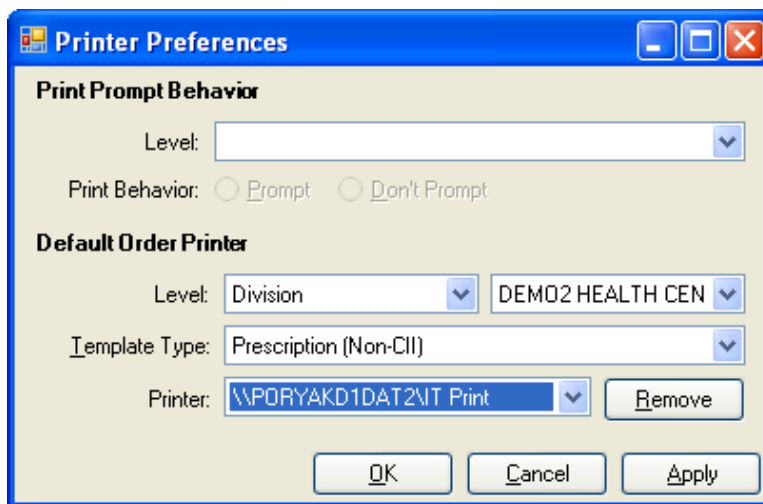 Printer Preferences
Print Prompt Behavior
Level:
Print Behavior: Prompt Don't Prompt
Default Order Printer
Level: Division DEMO2 HEALTH CEN
Template Type: Prescription (Non-CII)
Printer: \\PORYAKD1DAT2\IT Print Remove
OK Cancel Apply